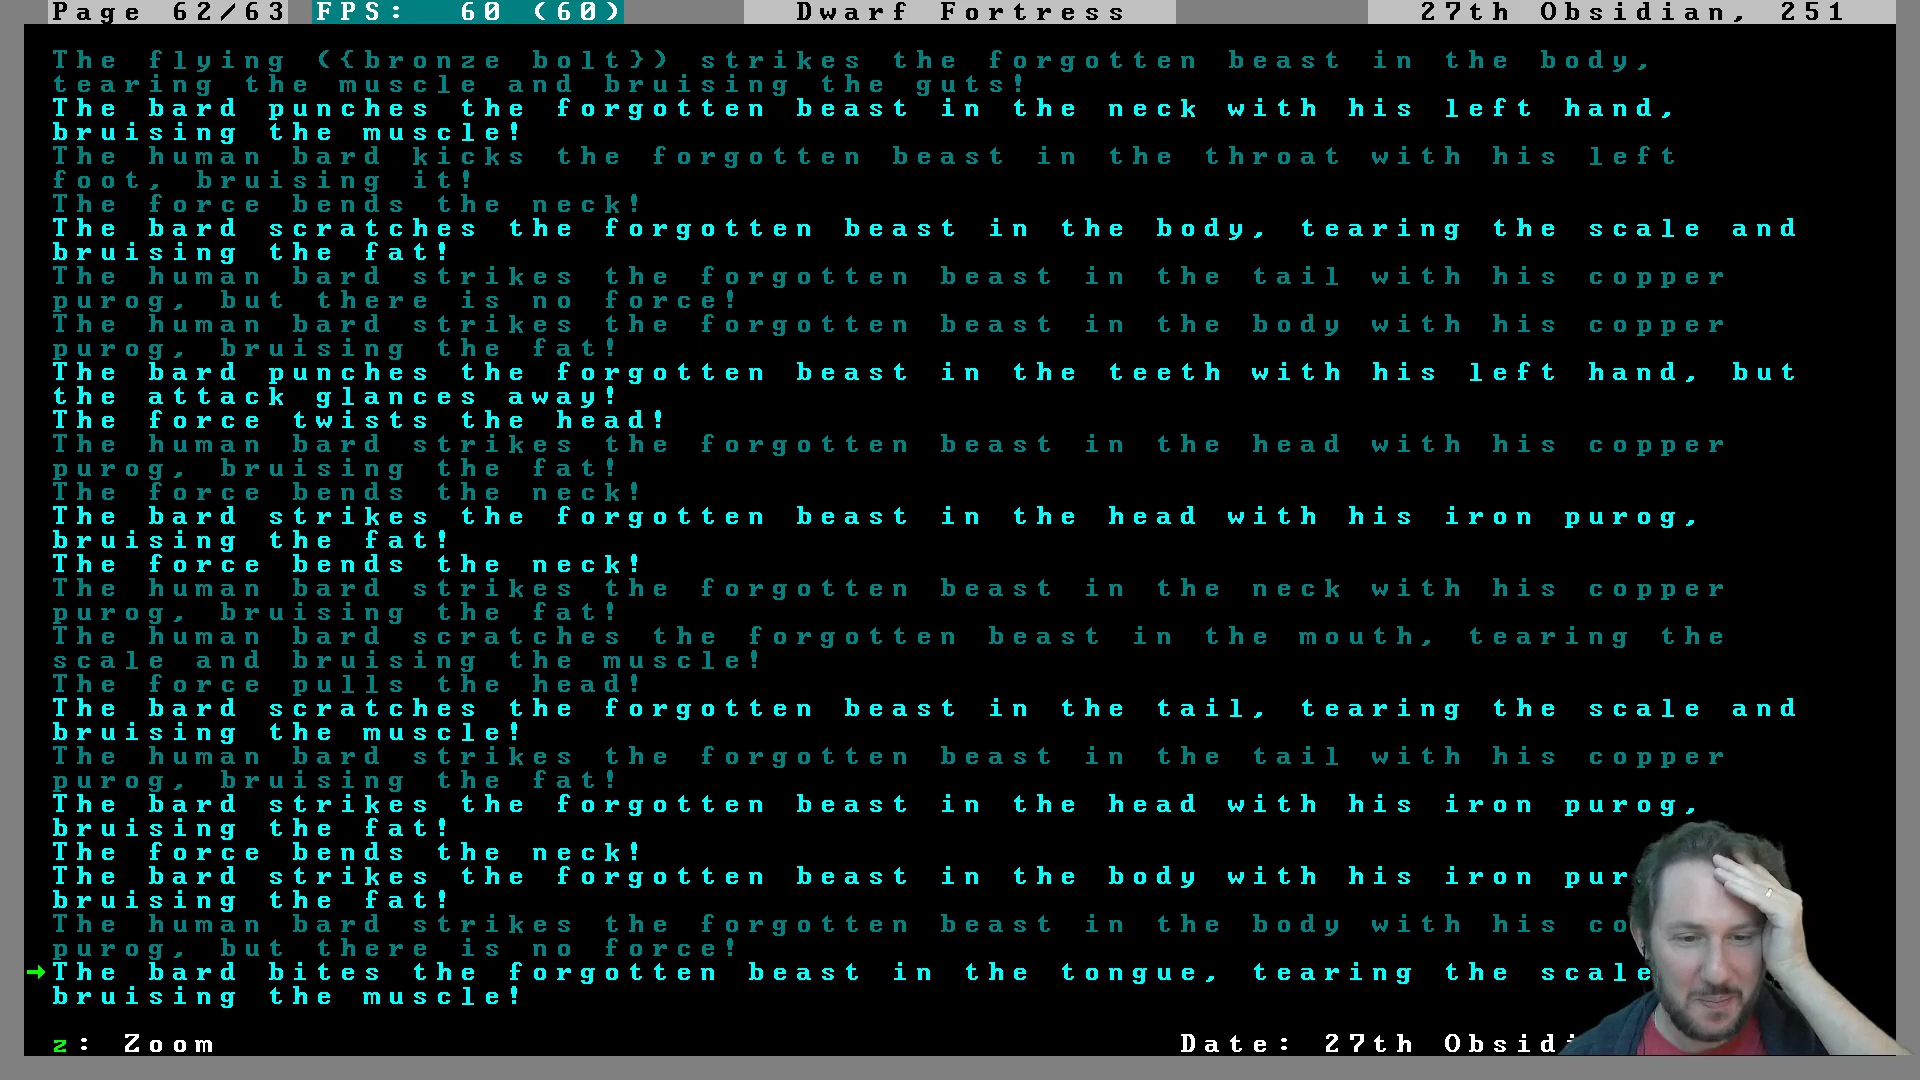 Page 62/63 FPS: 60 (60) Dwarf Fortress 27th Obsidian, 251
The flying ({bronze bolt}) strikes the forgotten beast in the body,
tearing the muscle and bruising the guts!
The bard punches the forgotten beast in the neck with his left hand,
bruising the muscle!
The human bard kicks the forgotten beast in the throat with his left
foot, bruising it!
The force bends the neck!
The bard scratches the forgotten beast in the body, tearing the scale and
bruising the fat!
The human bard strikes the forgotten beast in the tail with his copper
purog, but there is no force!
The human bard strikes the forgotten beast in the body with his copper
purog, bruising the fat!
The bard punches the forgotten beast in the teeth with his left hand, but
the attack glances away!
The force twists the head!
The human bard strikes the forgotten beast in the head with his copper
purog, bruising the fat!
The force bends the neck!
The bard strikes the forgotten beast in the head with his iron purog,
bruising the fat!
The force bends the neck!
The human bard strikes the forgotten beast in the neck with his copper
purog, bruising the fat!
The human bard scratches the forgotten beast in the mouth, tearing the
scale and bruising the muscle!
The force pulls the head!
The bard scratches the forgotten beast in the tail, tearing the scale and
bruising the muscle!
The human bard strikes the forgotten beast in the tail with his copper
purog, bruising the fat!
The bard strikes the forgotten beast in the head with his iron purog,
bruising the fat!
The force bends the neck!
The bard strikes the forgotten beast in the body with his iron pur
bruising the fat!
The human bard strikes the forgotten beast in the body with his co
purog, but there is no force!
→The bard bites the forgotten beast in the tongue, tearing the scale
bruising the muscle!
z: Zoom Date: 27th Obsidi